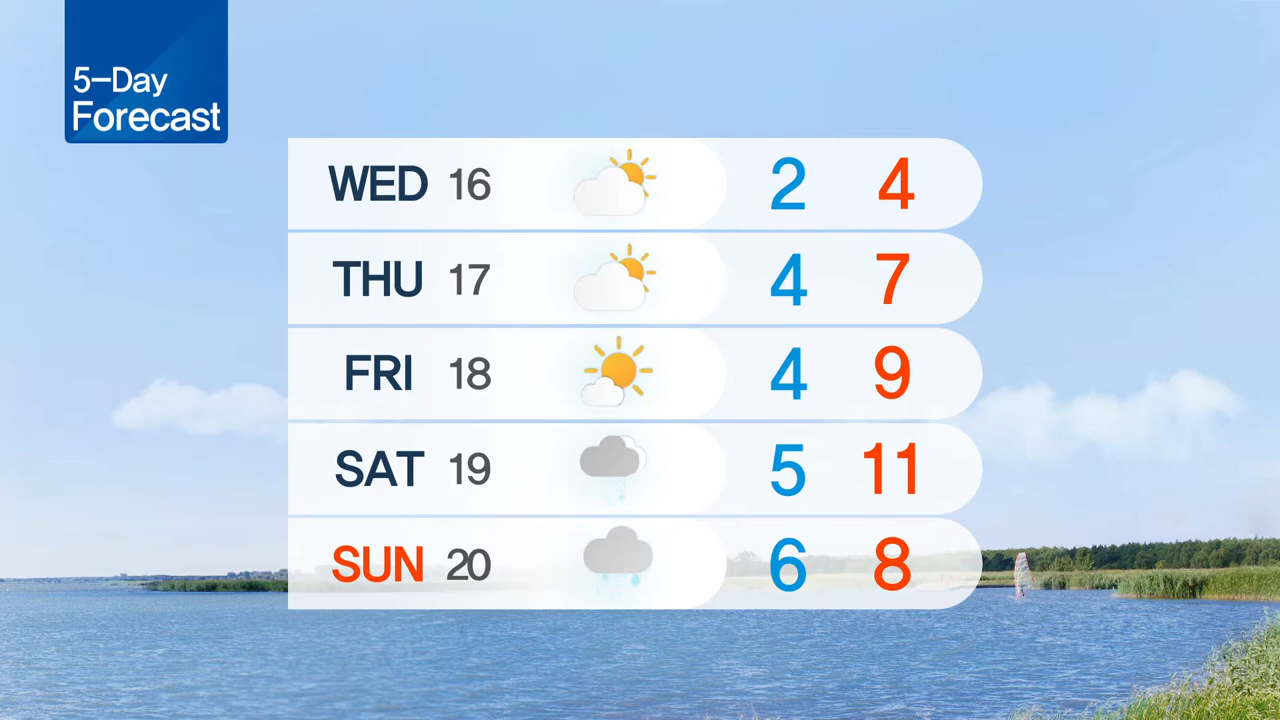 5-Day
Forecast
WED 16 2 4
THU 17 4 7
FRI 18 4 9
SAT 19 5 11
SUN 20 6 8